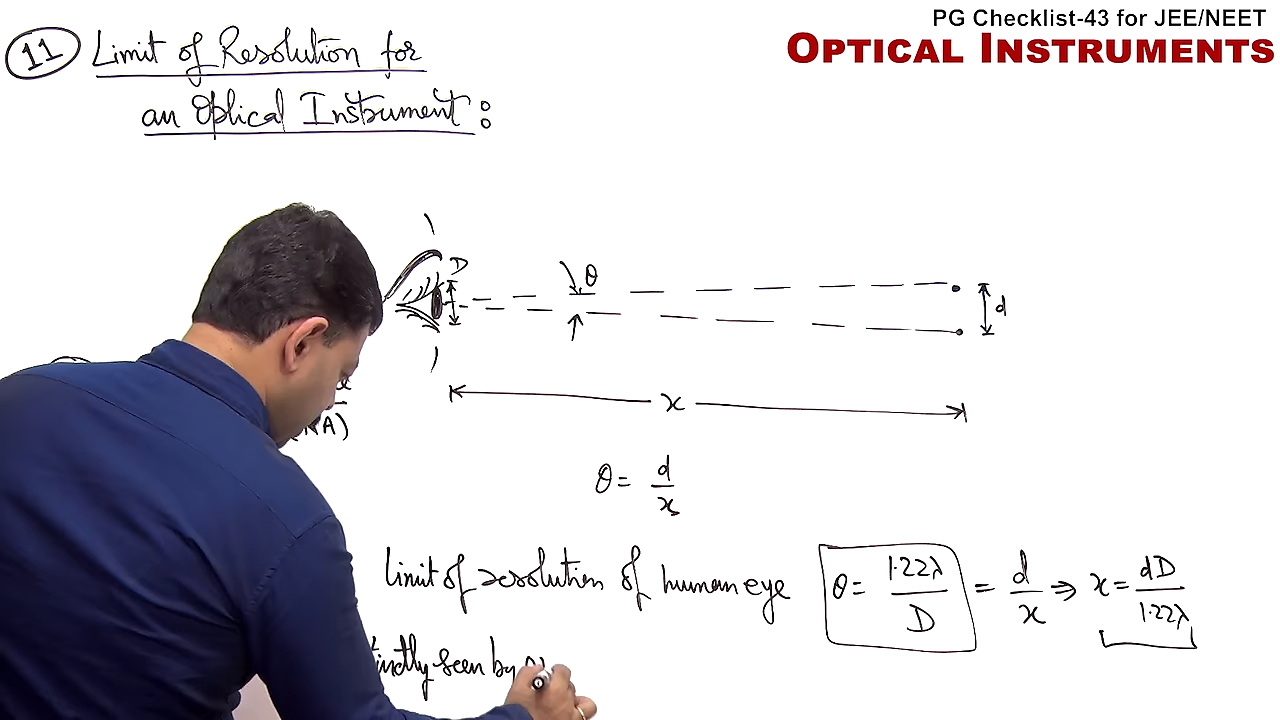 PG Checklist-43 for JEE/NEET
OPTICAL INSTRUMENTS
11 Limit of Resolution for
an Optical Instrument :
D
θ
d
x
θ = d/x
limit of resolution of human eye θ = 1.22λ/D = d/x ⇒ x = dD/1.22λ
seen by